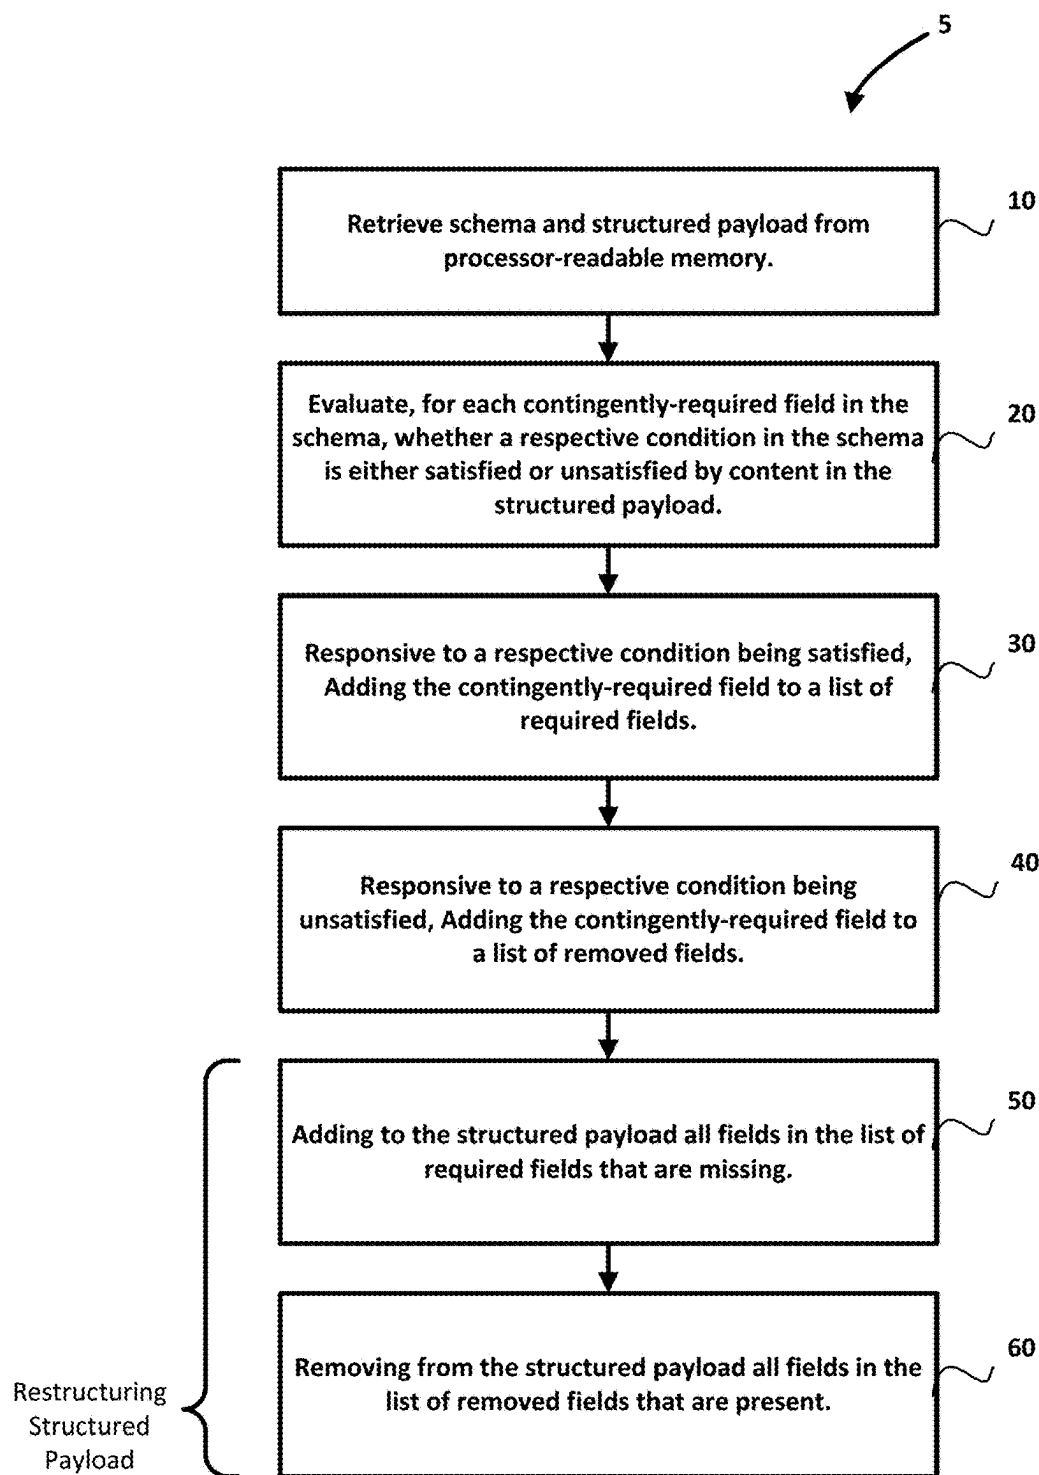 5
Retrieve schema and structured payload from
processor-readable memory.
10
Evaluate, for each contingently-required field in the
schema, whether a respective condition in the schema
is either satisfied or unsatisfied by content in the
structured payload.
20
Responsive to a respective condition being satisfied,
Adding the contingently-required field to a list of
required fields.
30
Responsive to a respective condition being
unsatisfied, Adding the contingently-required field to
a list of removed fields.
40
Adding to the structured payload all fields in the list of
required fields that are missing.
50
Removing from the structured payload all fields in the
list of removed fields that are present.
60
Restructuring
Structured
Payload